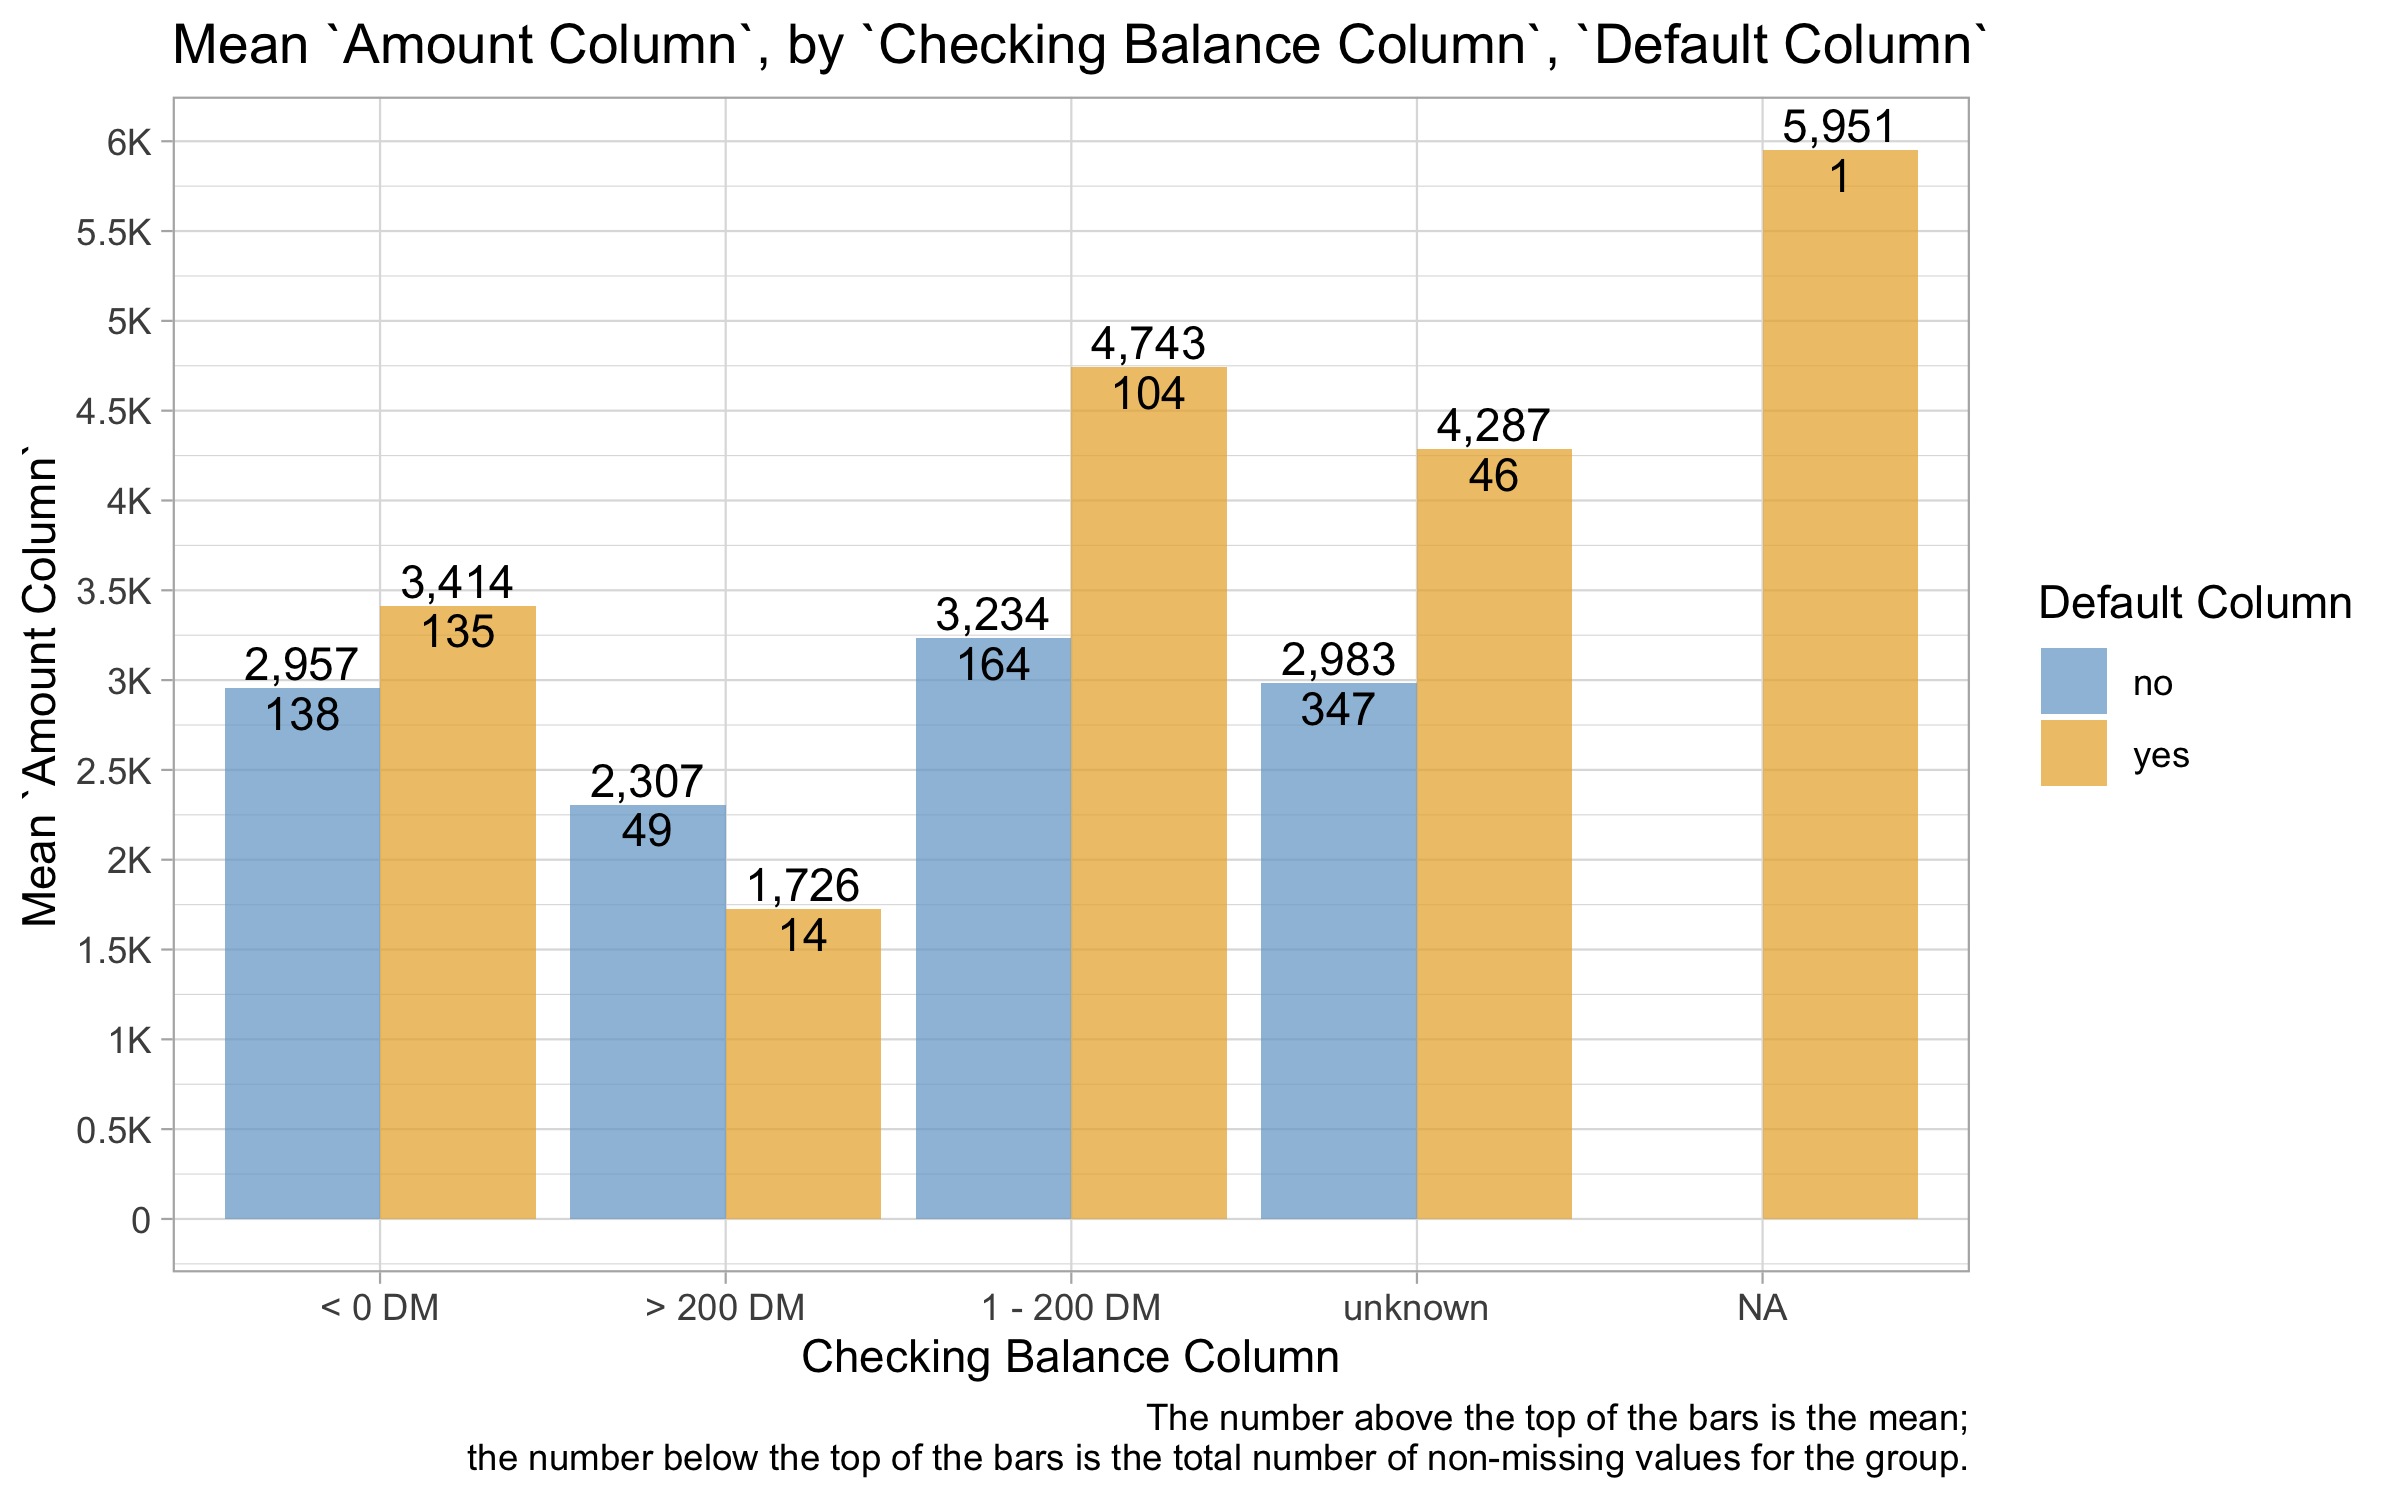 Mean `Amount Column`, by `Checking Balance Column`, `Default Column`
Mean `Amount Column`
6K
5.5K
5K
4.5K
4K
3.5K
3K
2.5K
2K
1.5K
1K
0.5K
0
2,957
138
3,414
135
2,307
49
1,726
14
3,234
164
4,743
104
2,983
347
4,287
46
5,951
1
< 0 DM
> 200 DM
1 - 200 DM
unknown
NA
Checking Balance Column
Default Column
no
yes
The number above the top of the bars is the mean;
the number below the top of the bars is the total number of non-missing values for the group.